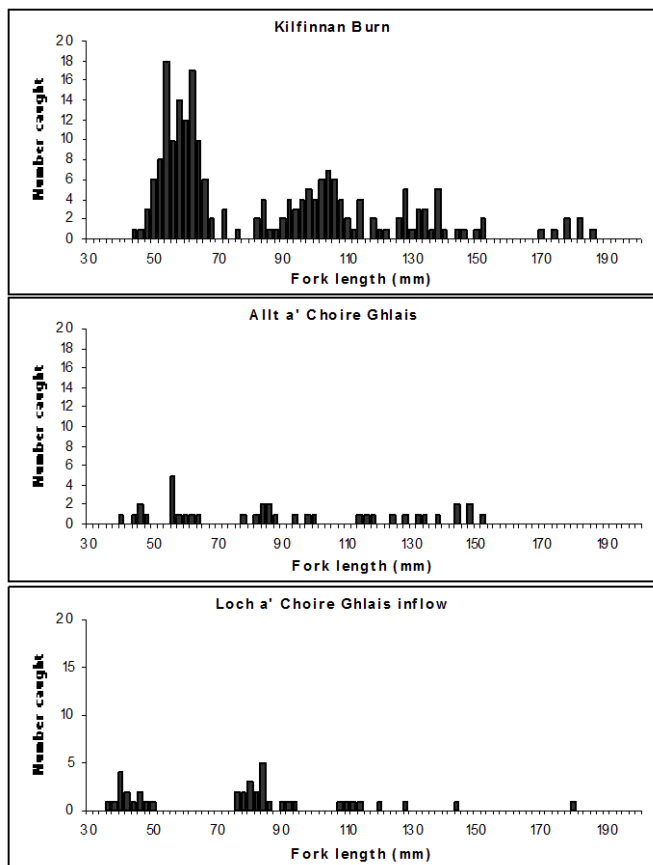 Kilfinnan Burn
20
18
16
14
12
10
8
6
4
2
0
Number caught
30 50 70 90 110 130 150 170 190
Fork length (mm)
Allt a' Choire Ghlais
20
18
16
14
12
10
8
6
4
2
0
Number caught
30 50 70 90 110 130 150 170 190
Fork length (mm)
Loch a' Choire Ghlais inflow
20
15
10
5
0
Number caught
30 50 70 90 110 130 150 170 190
Fork length (mm)